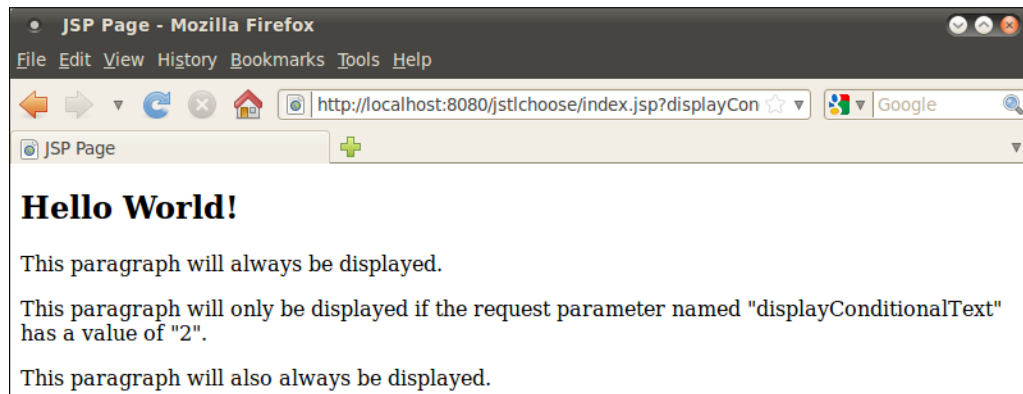 JSP Page - Mozilla Firefox
File Edit View History Bookmarks Tools Help
http://localhost:8080/jstlchoose/index.jsp?displayCon
Google
JSP Page
Hello World!
This paragraph will always be displayed.
This paragraph will only be displayed if the request parameter named "displayConditionalText"
has a value of "2".
This paragraph will also always be displayed.